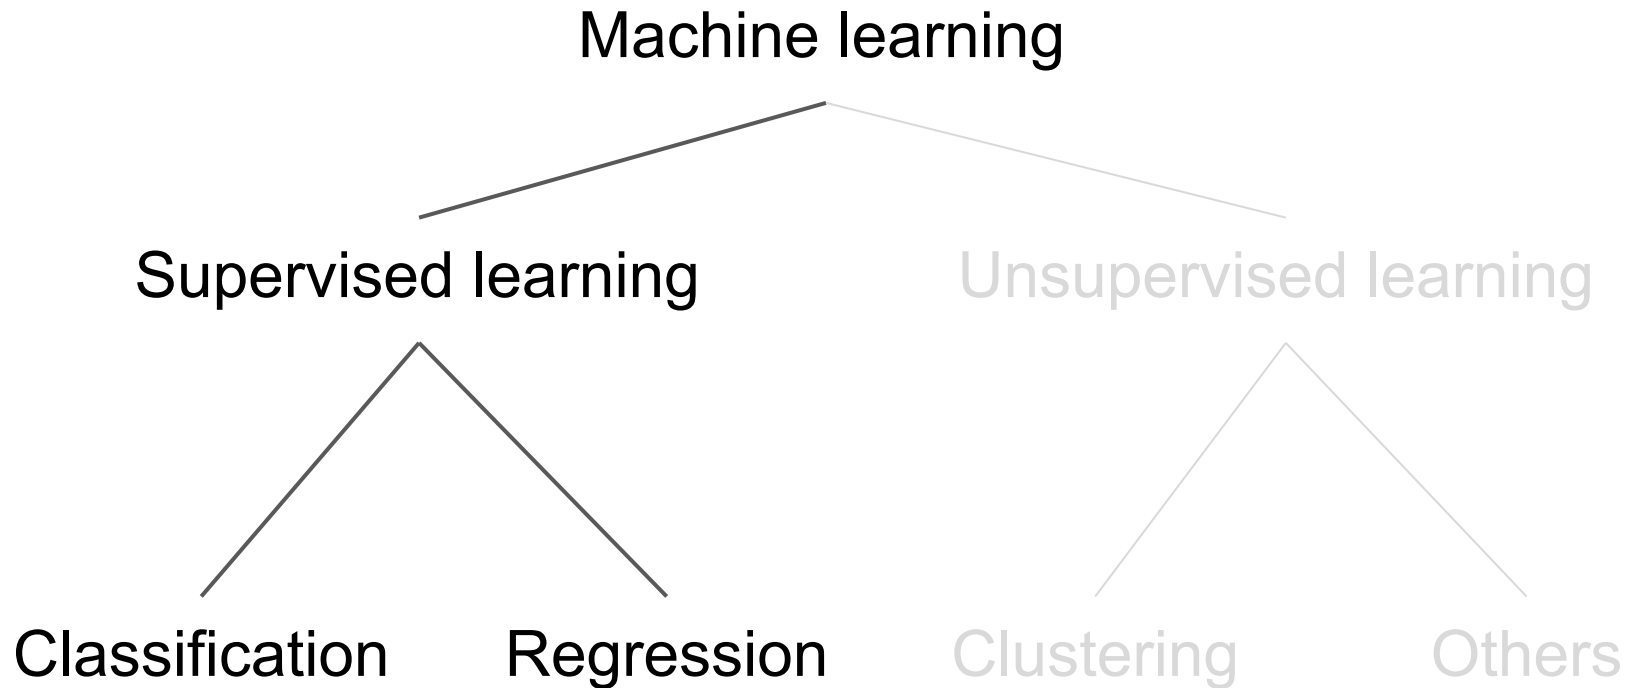 Machine learning
Supervised learning
Unsupervised learning
Classification
Regression
Clustering
Others